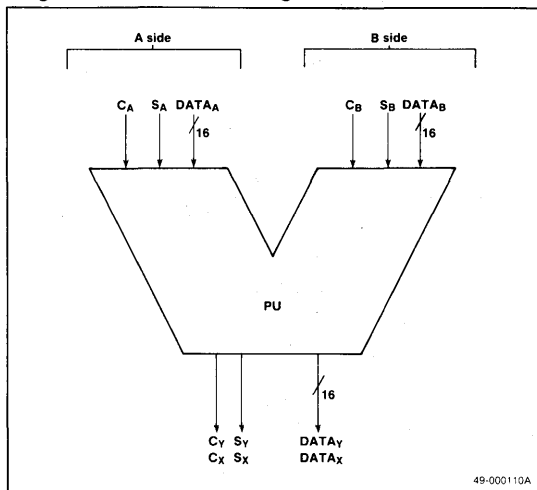 A side B side
CA SA DATAA CB SB DATAB
16 16
PU
16
CY SY DATAY
CX SX DATAX
49-000110A